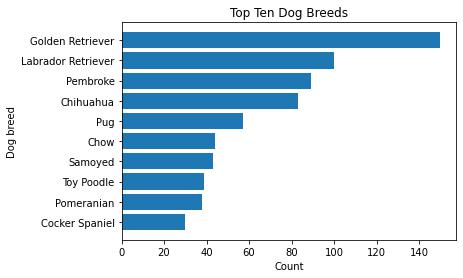 Top Ten Dog Breeds
Dog breed
Golden Retriever
Labrador Retriever
Pembroke
Chihuahua
Pug
Chow
Samoyed
Toy Poodle
Pomeranian
Cocker Spaniel
0 20 40 60 80 100 120 140
Count